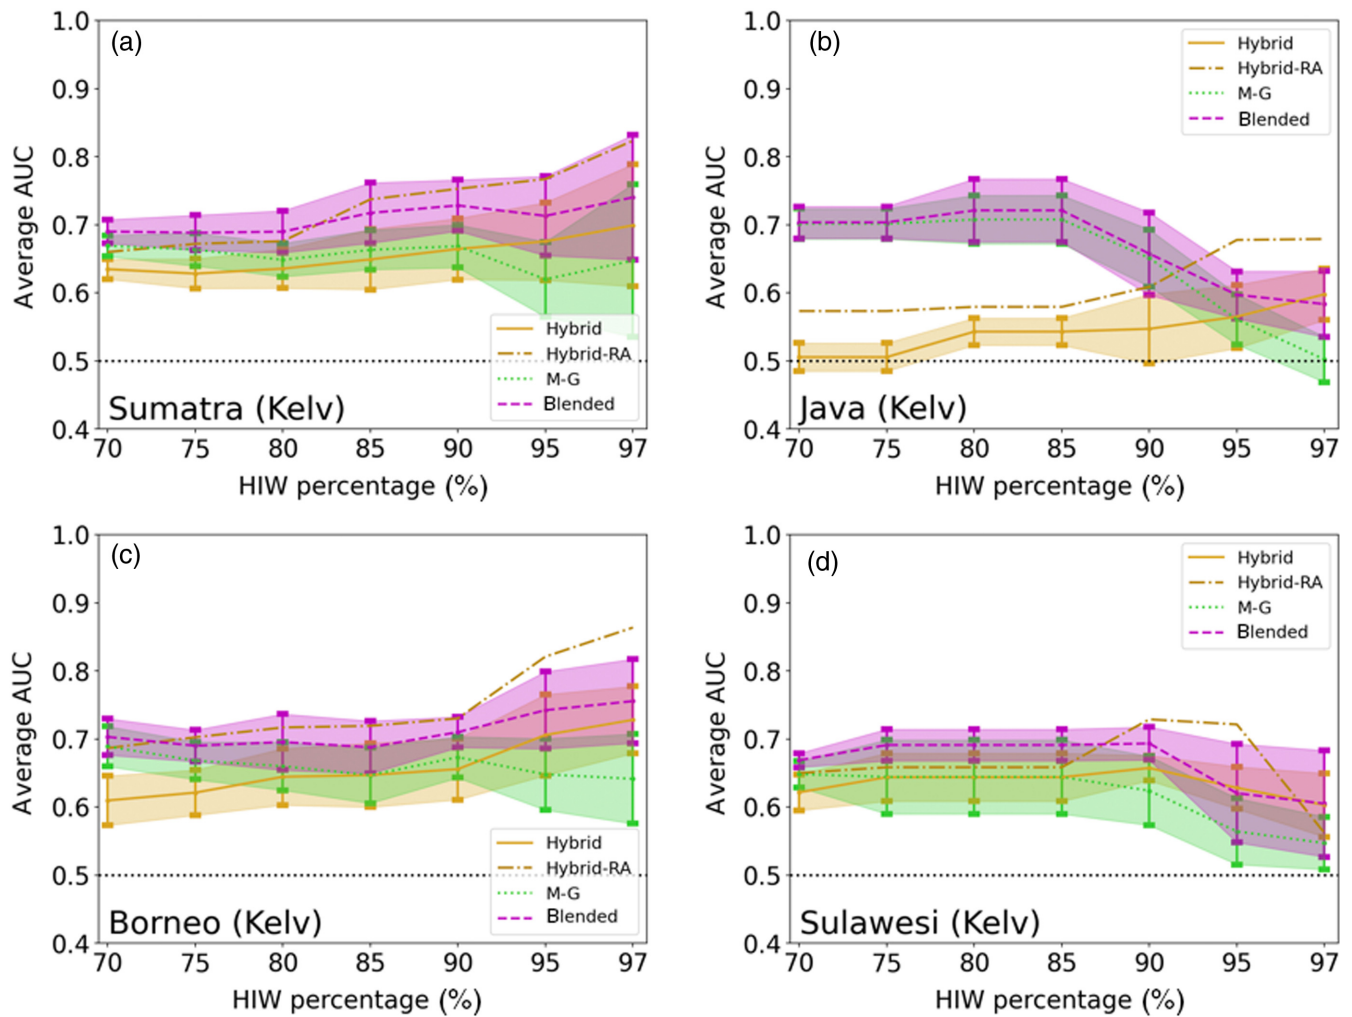 (a)
1.0
0.9
0.8
0.7
0.6
0.5
0.4
Average AUC
Hybrid
Hybrid-RA
M-G
Blended
Sumatra (Kelv)
70 75 80 85 90 95 97
HIW percentage (%)
(b)
1.0
0.9
0.8
0.7
0.6
0.5
0.4
Average AUC
Hybrid
Hybrid-RA
M-G
Blended
Java (Kelv)
70 75 80 85 90 95 97
HIW percentage (%)
(c)
1.0
0.9
0.8
0.7
0.6
0.5
0.4
Average AUC
Hybrid
Hybrid-RA
M-G
Blended
Borneo (Kelv)
70 75 80 85 90 95 97
HIW percentage (%)
(d)
1.0
0.9
0.8
0.7
0.6
0.5
0.4
Average AUC
Hybrid
Hybrid-RA
M-G
Blended
Sulawesi (Kelv)
70 75 80 85 90 95 97
HIW percentage (%)